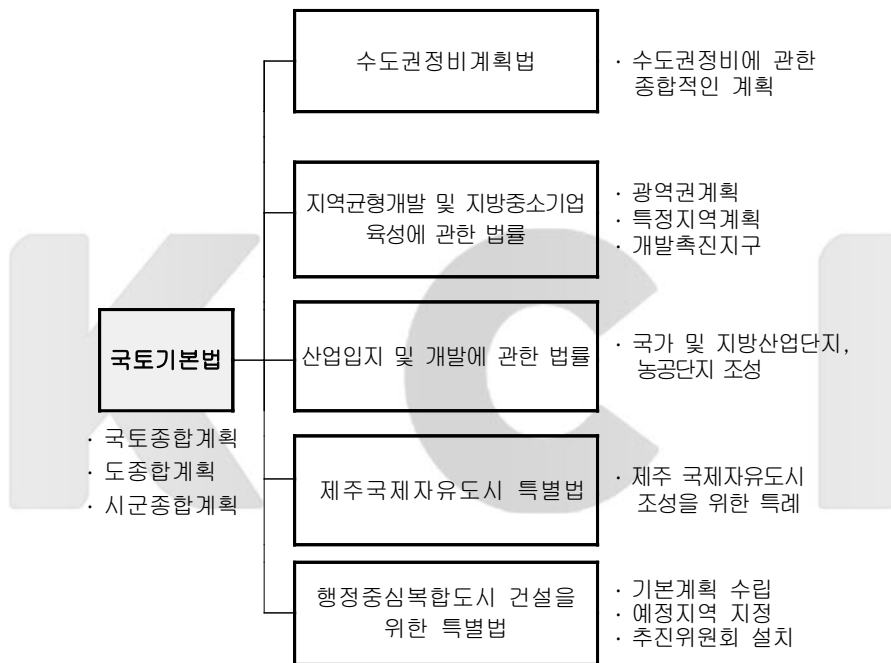 수도권정비계획법
· 수도권정비에 관한
종합적인 계획
지역균형개발 및 지방중소기업
육성에 관한 법률
· 광역권계획
· 특정지역계획
· 개발촉진지구
국토기본법
· 국토종합계획
· 도종합계획
· 시군종합계획
산업입지 및 개발에 관한 법률
· 국가 및 지방산업단지,
농공단지 조성
제주국제자유도시 특별법
· 제주 국제자유도시
조성을 위한 특례
행정중심복합도시 건설을
위한 특별법
· 기본계획 수립
· 예정지역 지정
· 추진위원회 설치
KCI